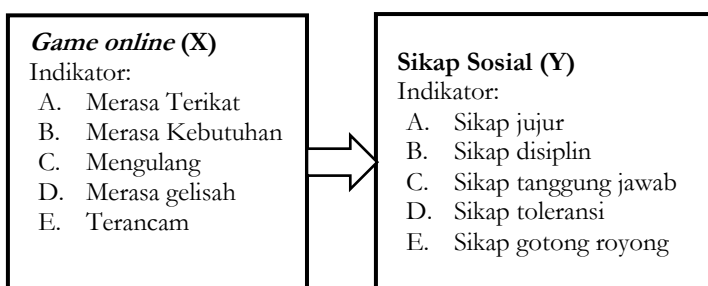 Game online (X)
Indikator:
A. Merasa Terikat
B. Merasa Kebutuhan
C. Mengulang
D. Merasa gelisah
E. Terancam
Sikap Sosial (Y)
Indikator:
A. Sikap jujur
B. Sikap disiplin
C. Sikap tanggung jawab
D. Sikap toleransi
E. Sikap gotong royong